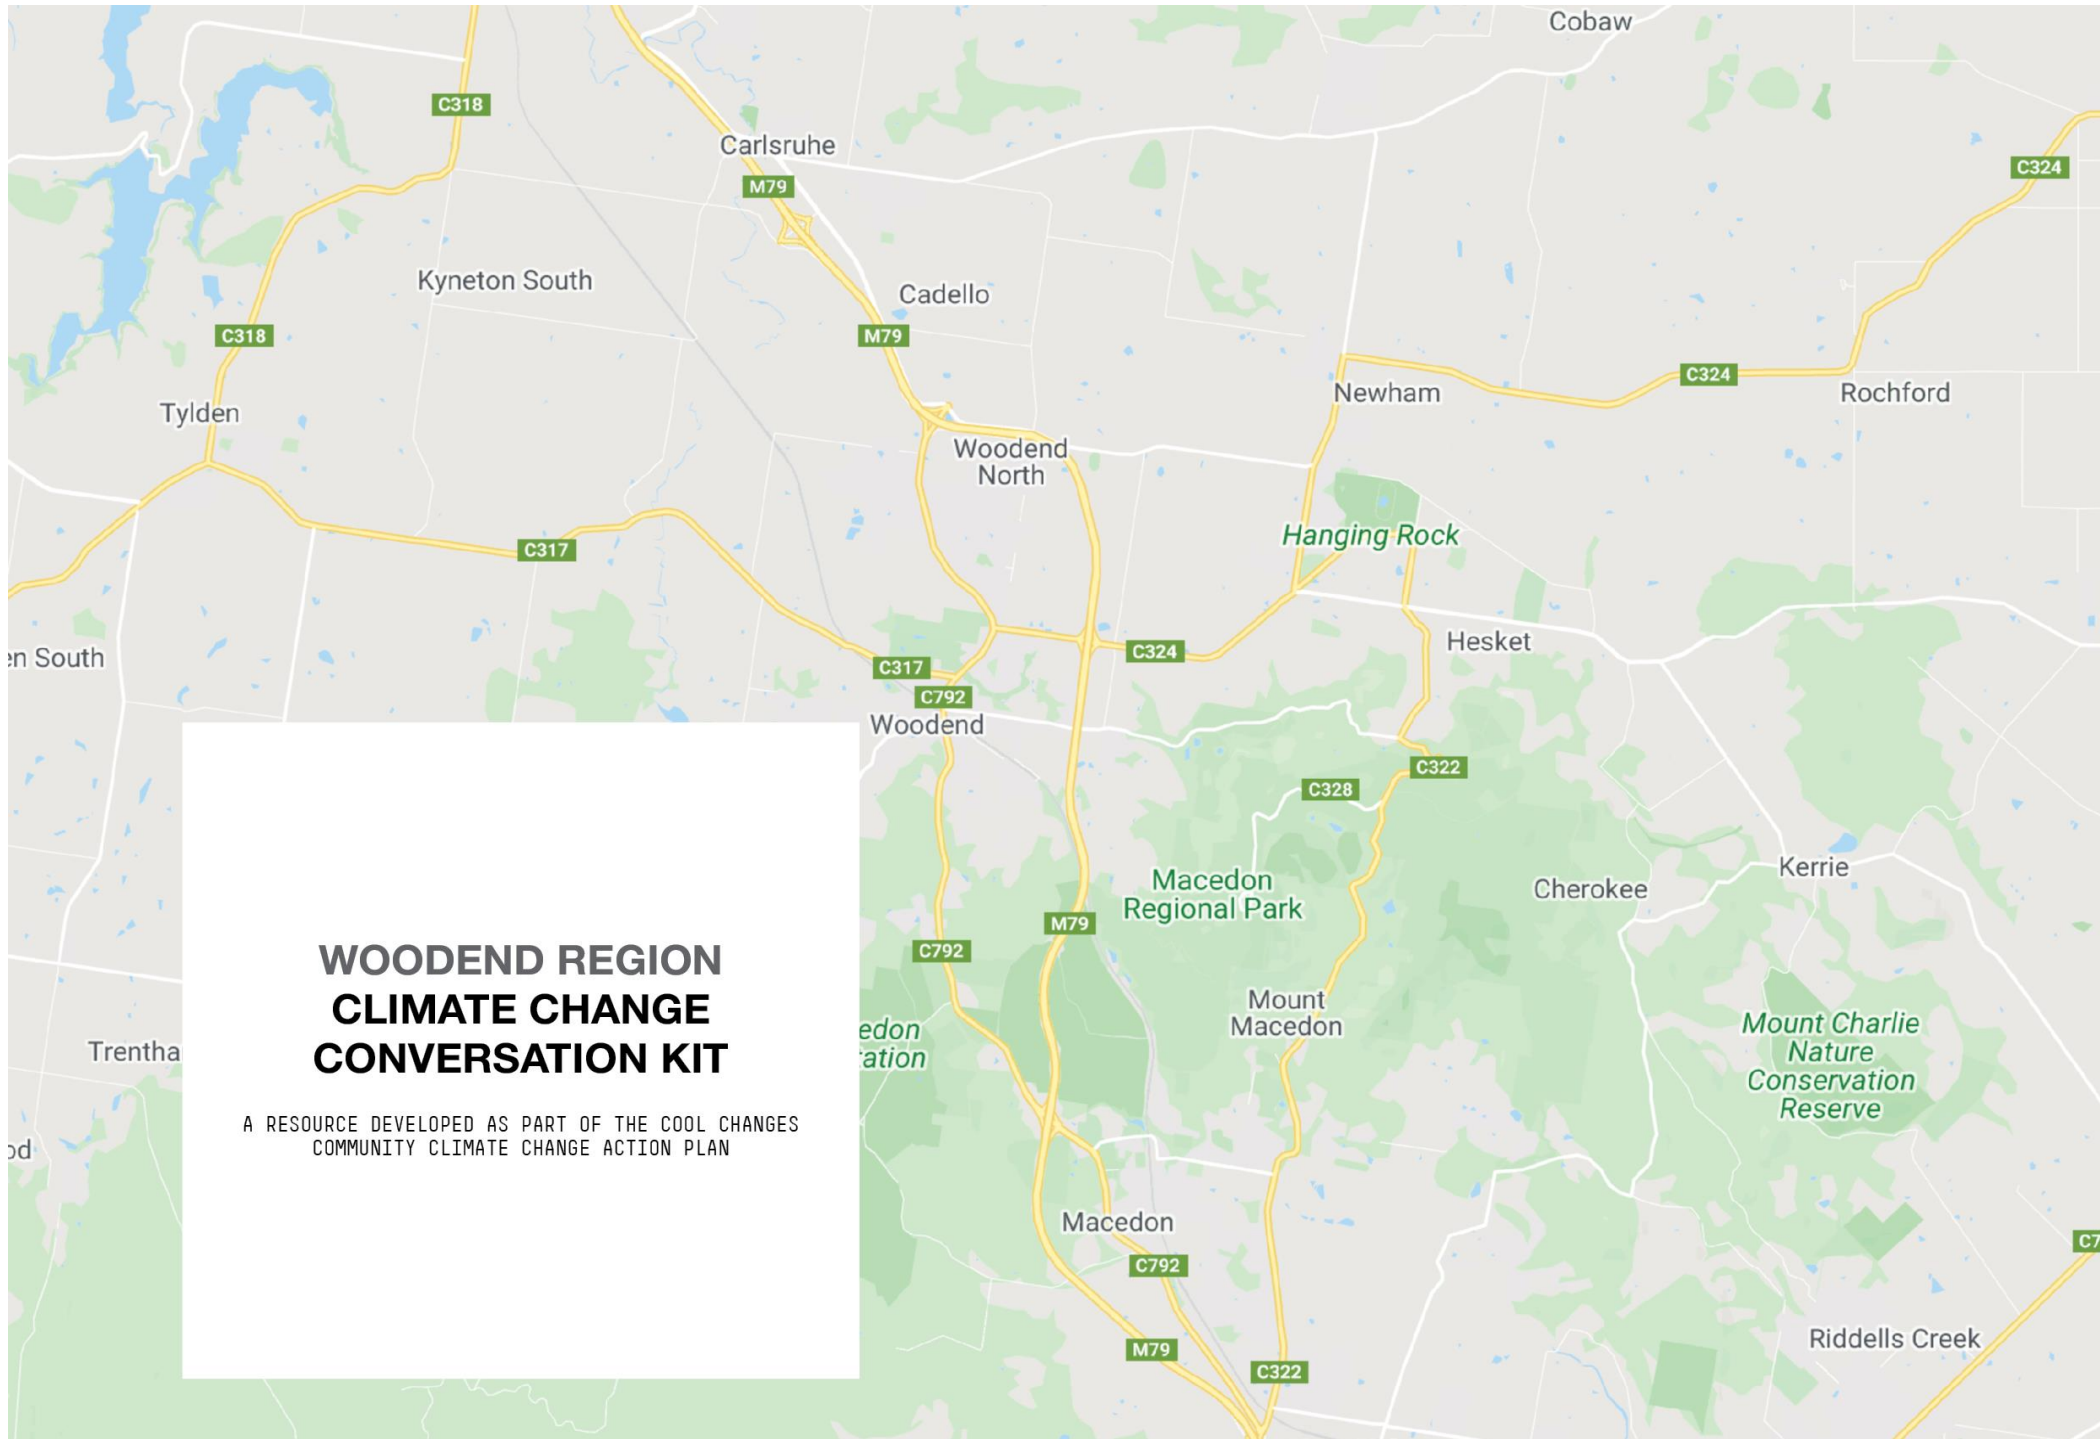 Cobaw
C318
Carlsruhe
C324
M79
Kyneton South
Cadello
C318
M79
C324
Newham
Rochford
Tylden
Woodend
North
Hanging Rock
C317
Hesket
C324
en South
C317
C792
Woodend
C322
C328
Kerrie
Macedon
Regional Park
Cherokee
M79
C792
WOODEND REGION
CLIMATE CHANGE
CONVERSATION KIT
A RESOURCE DEVELOPED AS PART OF THE COOL CHANGES
COMMUNITY CLIMATE CHANGE ACTION PLAN
Mount
Macedon
Mount Charlie
Nature
Conservation
Reserve
edon
ration
Trentha
od
Macedon
C792
C7
Riddells Creek
M79
C322